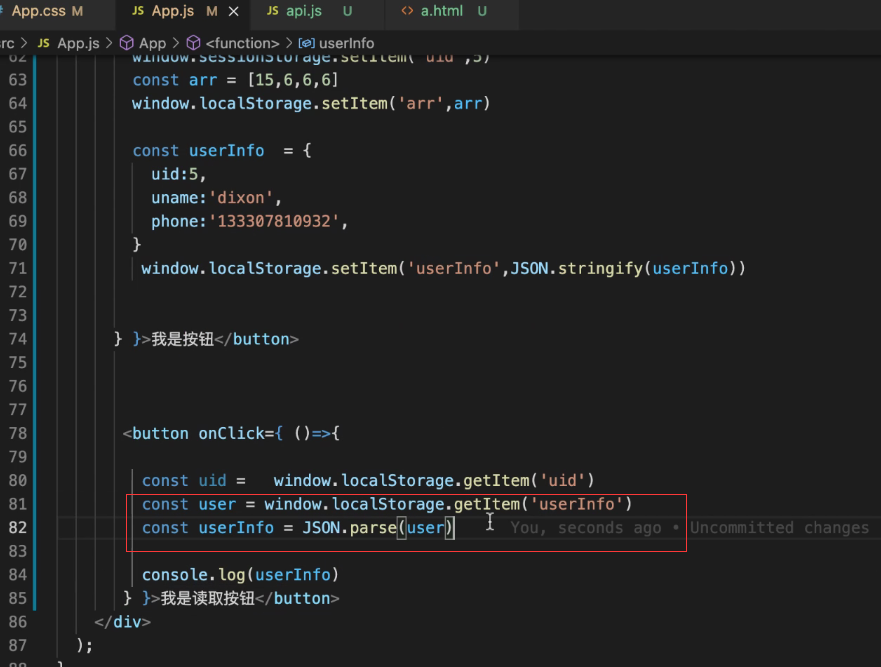 App.css M JS App.js M JS api.js U <> a.html U
rc > JS App.js > App > <function> > userInfo
62 window.sessionStorage.setItem('uid',5)
63 const arr = [15,6,6,6]
64 window.localStorage.setItem('arr',arr)
65
66 const userInfo  = {
67 uid:5,
68 uname:'dixon',
69 phone:'133307810932',
70 }
71 window.localStorage.setItem('userInfo',JSON.stringify(userInfo))
72
73
74 } }>我是按钮</button>
75
76
77
78 <button onClick={ ()=>{
79
80 const uid =   window.localStorage.getItem('uid')
81 const user = window.localStorage.getItem('userInfo')
82 const userInfo = JSON.parse(user) You, seconds ago • Uncommitted changes
83
84 console.log(userInfo)
85 } }>我是读取按钮</button>
86 </div>
87 );
88 }